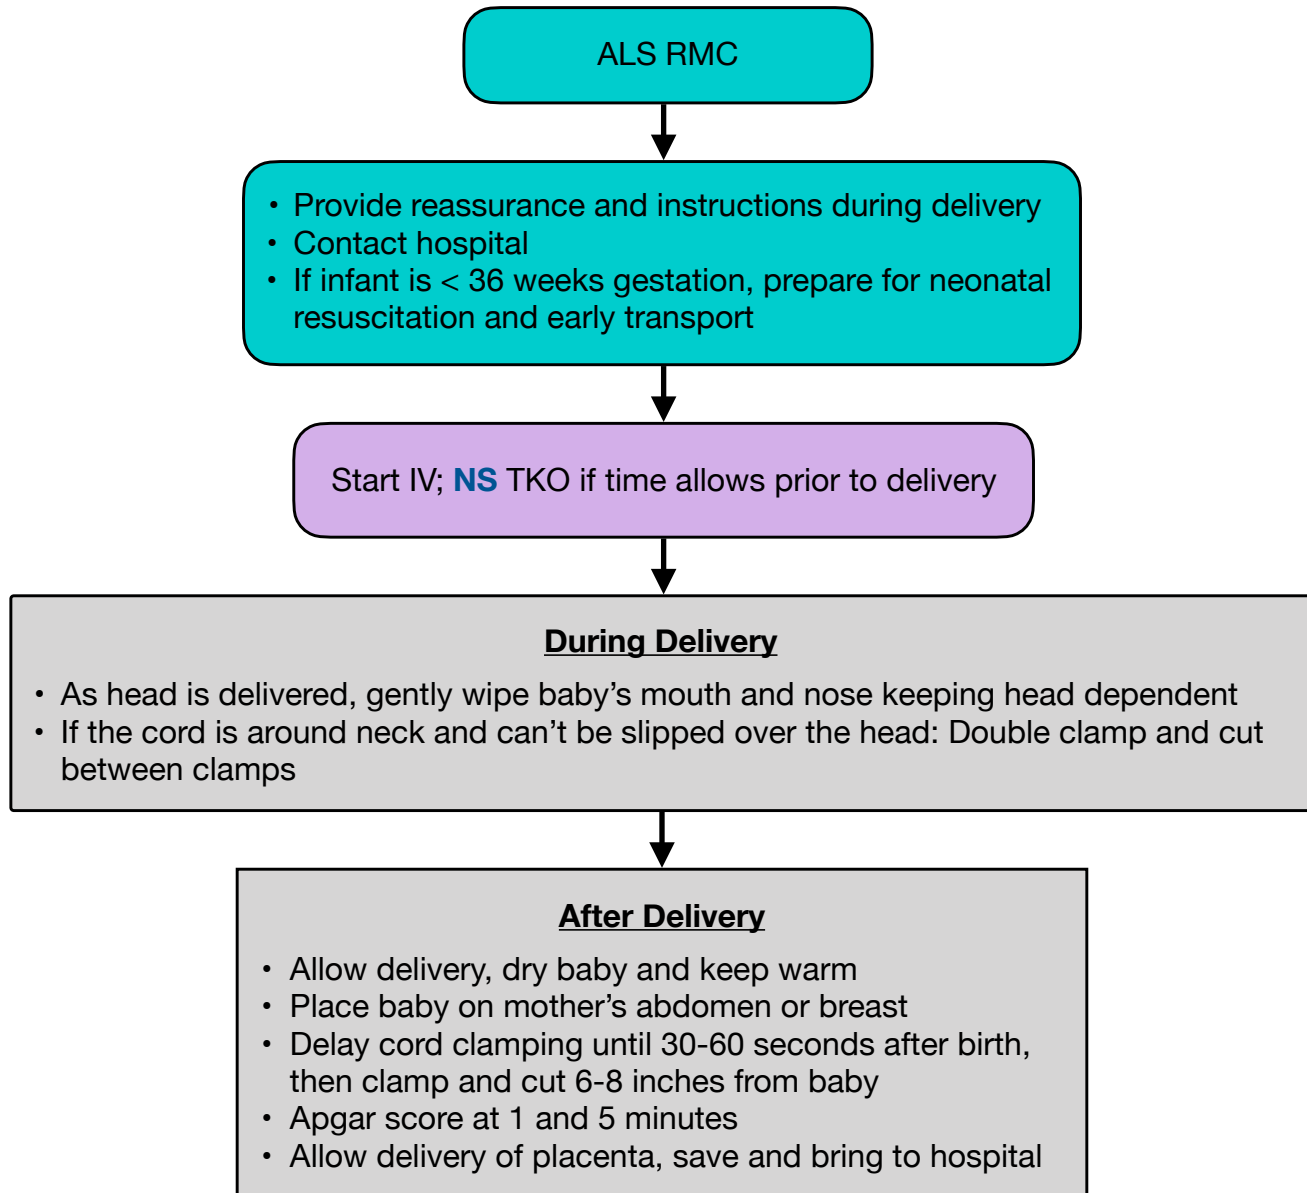 ALS RMC
• Provide reassurance and instructions during delivery
• Contact hospital
• If infant is < 36 weeks gestation, prepare for neonatal
resuscitation and early transport
Start IV; NS TKO if time allows prior to delivery
During Delivery
• As head is delivered, gently wipe baby’s mouth and nose keeping head dependent
• If the cord is around neck and can’t be slipped over the head: Double clamp and cut
between clamps
After Delivery
• Allow delivery, dry baby and keep warm
• Place baby on mother’s abdomen or breast
• Delay cord clamping until 30-60 seconds after birth,
then clamp and cut 6-8 inches from baby
• Apgar score at 1 and 5 minutes
• Allow delivery of placenta, save and bring to hospital